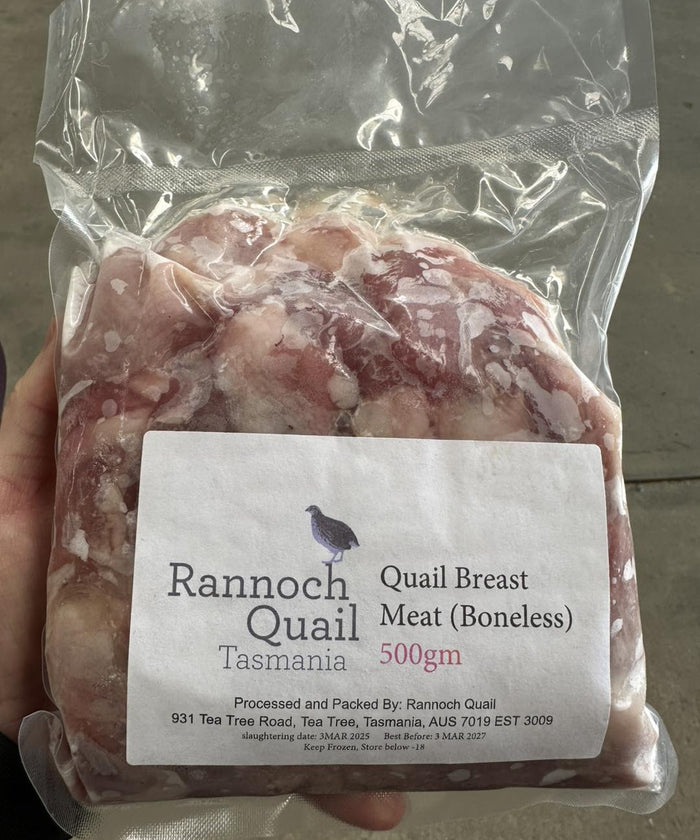 Rannoch
Quail
Tasmania
Quail Breast
Meat (Boneless)
500gm
Processed and Packed By: Rannoch Quail
931 Tea Tree Road, Tea Tree, Tasmania, AUS 7019 EST 3009
slaughtering date: 3MAR 2025 Best Before: 3 MAR 2027
Keep Frozen, Store below -18